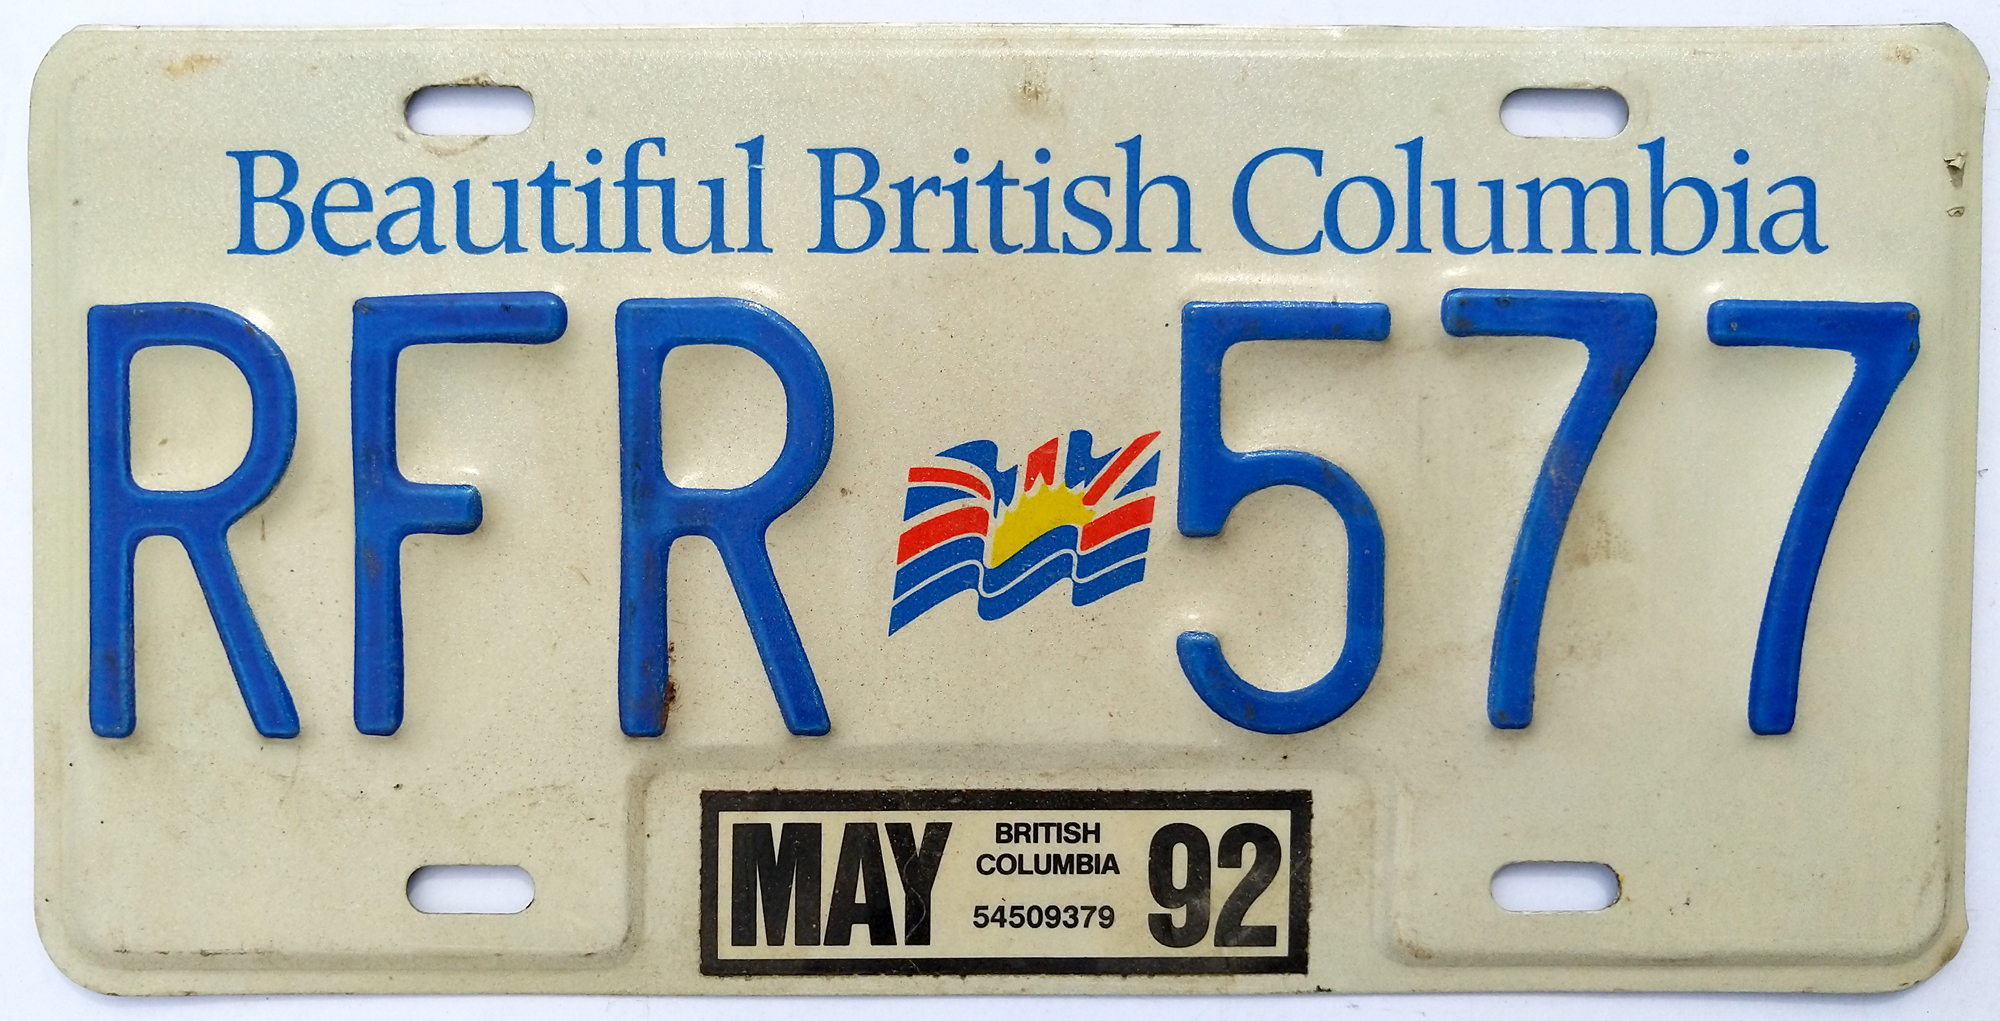 Beautiful British Columbia
RFR 577
MAY BRITISH COLUMBIA 54509379 92